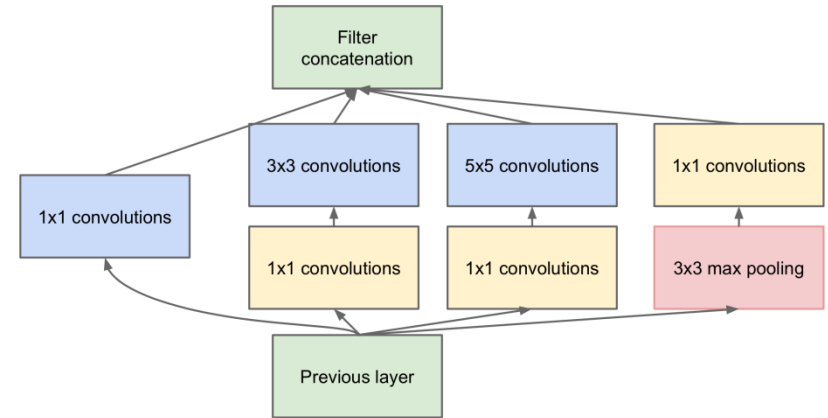 Filter
concatenation
3x3 convolutions
5x5 convolutions
1x1 convolutions
1x1 convolutions
1x1 convolutions
1x1 convolutions
3x3 max pooling
Previous layer